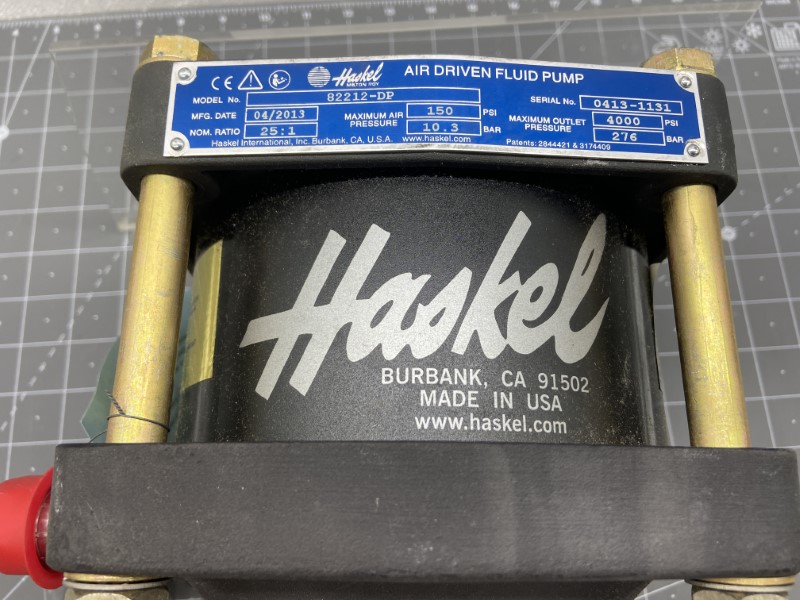 CE Haskel MILTON ROY AIR DRIVEN FLUID PUMP
MODEL No. 82212-DP SERIAL No. 0413-1131
MFG. DATE 04/2013 MAXIMUM AIR PRESSURE 150 PSI MAXIMUM OUTLET PRESSURE 4000 PSI
NOM. RATIO 25:1 10.3 BAR 276 BAR
Haskel International, Inc. Burbank, CA, U.S.A. www.haskel.com Patents: 2844421 & 3174409
Haskel
BURBANK, CA 91502
MADE IN USA
www.haskel.com